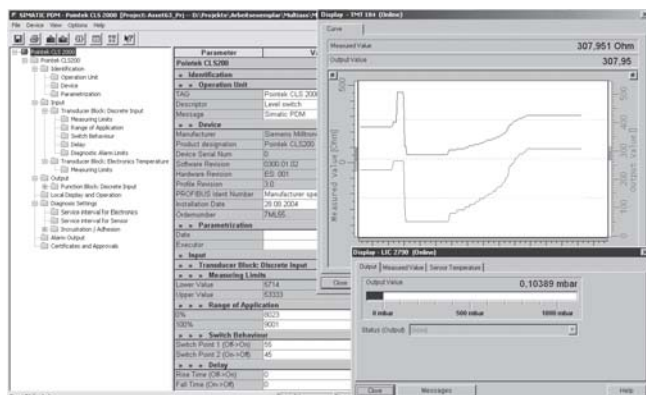 SIMATIC PDM - Pointek CLS 2000
File Device View Options Help
Pointek CLS 2000
Pointek CLS200
Identification
Operation Unit
Device
Parametrization
Input
Transducer Block: Discrete Input
Measuring Limits
Range of Application
Switch Behaviour
Delay
Diagnostic Alarm Limits
Transducer Block: Electronics Temperature
Measuring Limits
Output
Function Block: Discrete Input
Local Display and Operation
Diagnosis Settings
Service interval for Electronics
Service interval for Sensor
Incrustation / Adhesion
Alarm Output
Certificates and Approvals
Parameter
Pointek CLS200
» Identification
» » Operation Unit
TAG Pointek CLS 2000
Descriptor Level switch
Message Simatic PDM
» » Device
Manufacturer Siemens Milltronics
Product designation Pointek CLS200
Device Serial Num 0
Software Revision 0300.01.02
Hardware Revision ES: 001
Profile Revision 3.0
PROFIBUS Ident Number Manufacturer spe
Installation Date 28.08.2004
Ordernumber 7ML55
» » Parametrization
Date
Executor
» Input
» » Transducer Block: Discrete Input
» » » Measuring Limits
Lower Value 5714
Upper Value 53333
» » » Range of Application
0% 8023
100% 9001
» » » Switch Behaviour
Switch Point 1 (Off->On) 55
Switch Point 2 (On->Off) 45
» » » Delay
Rise Time (Off->On) 0
Fall Time (On->Off) 0
Display - TMT 184 (Online)
Curve
Measured Value 307,951 Ohm
Output Value 307,95
Measured value [Ohm]
500
0
output Value[]
500
400
300
200
100
0
Close
Display - LIC 2790 (Online)
Output Measured Value Sensor Temperature
Output Value 0,10389 mbar
0 mbar 500 mbar 1000 mbar
Status (Output)
Close Messages Help